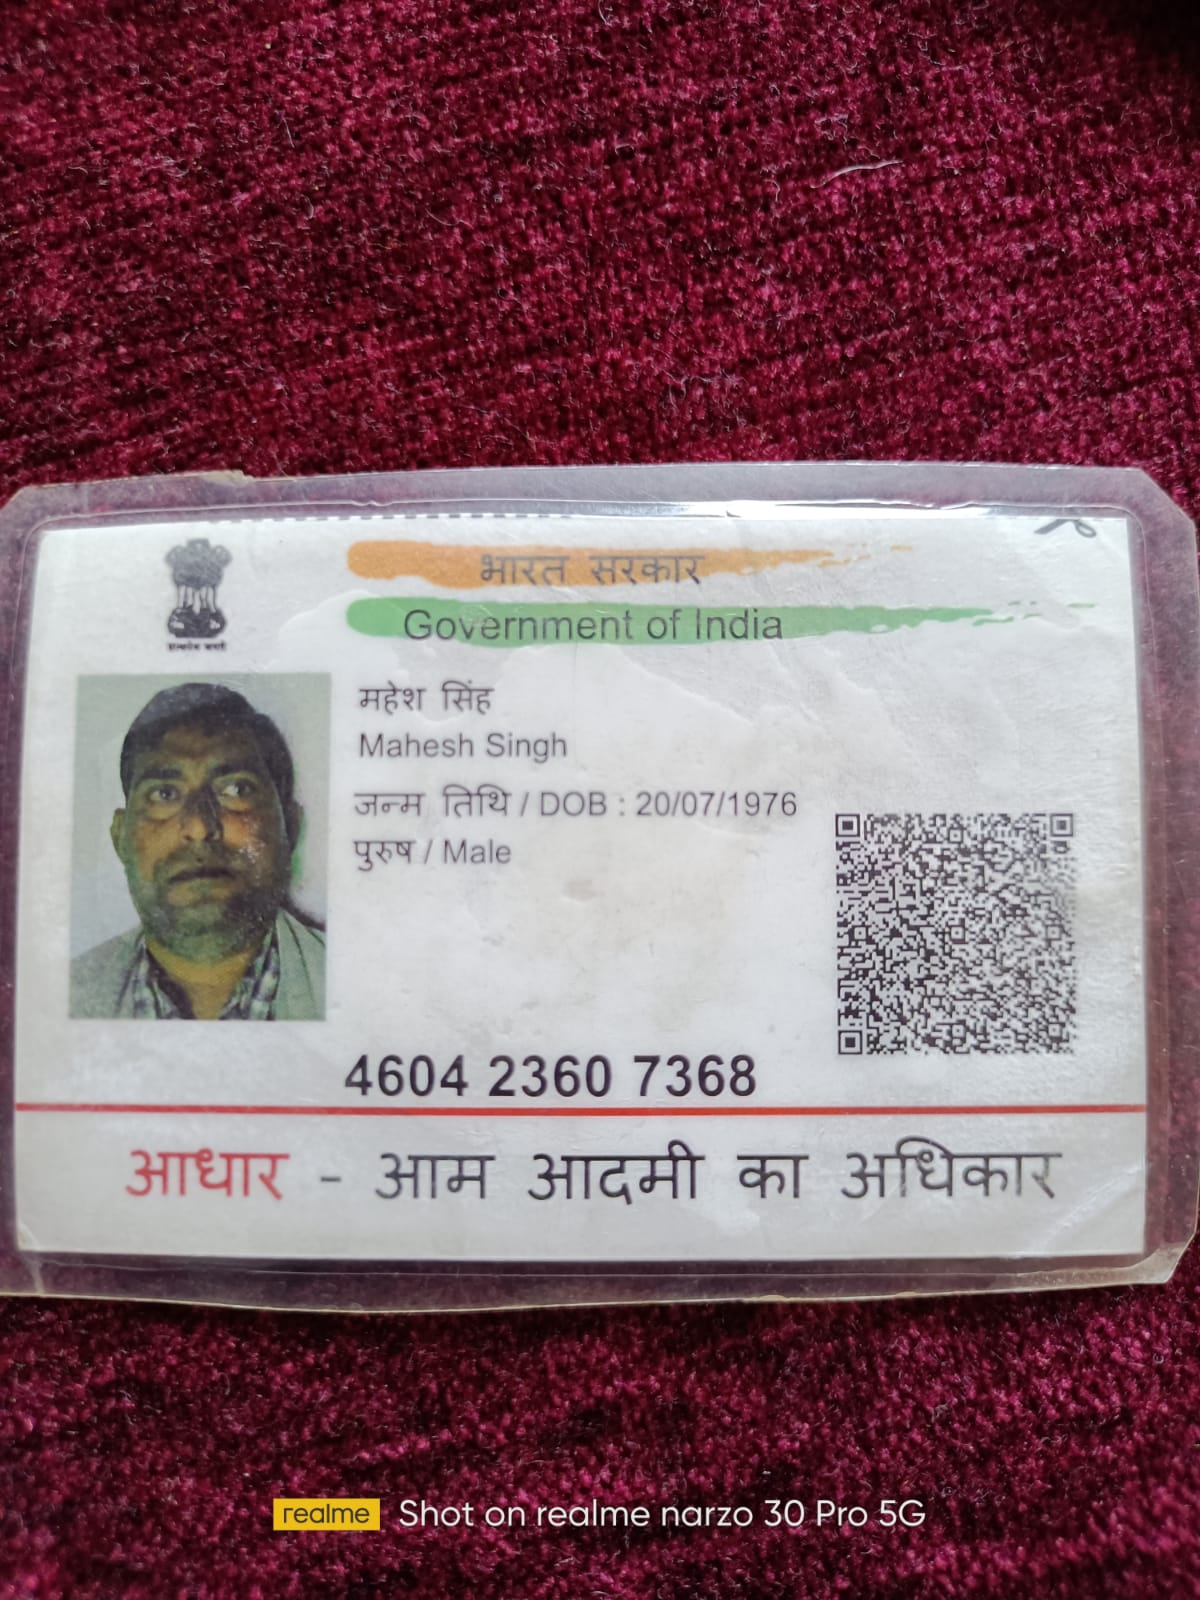 भारत सरकार
Government of India
महेश सिंह
Mahesh Singh
जन्म तिथि / DOB : 20/07/1976
पुरुष / Male
4604 2360 7368
आधार - आम आदमी का अधिकार
realme Shot on realme narzo 30 Pro 5G